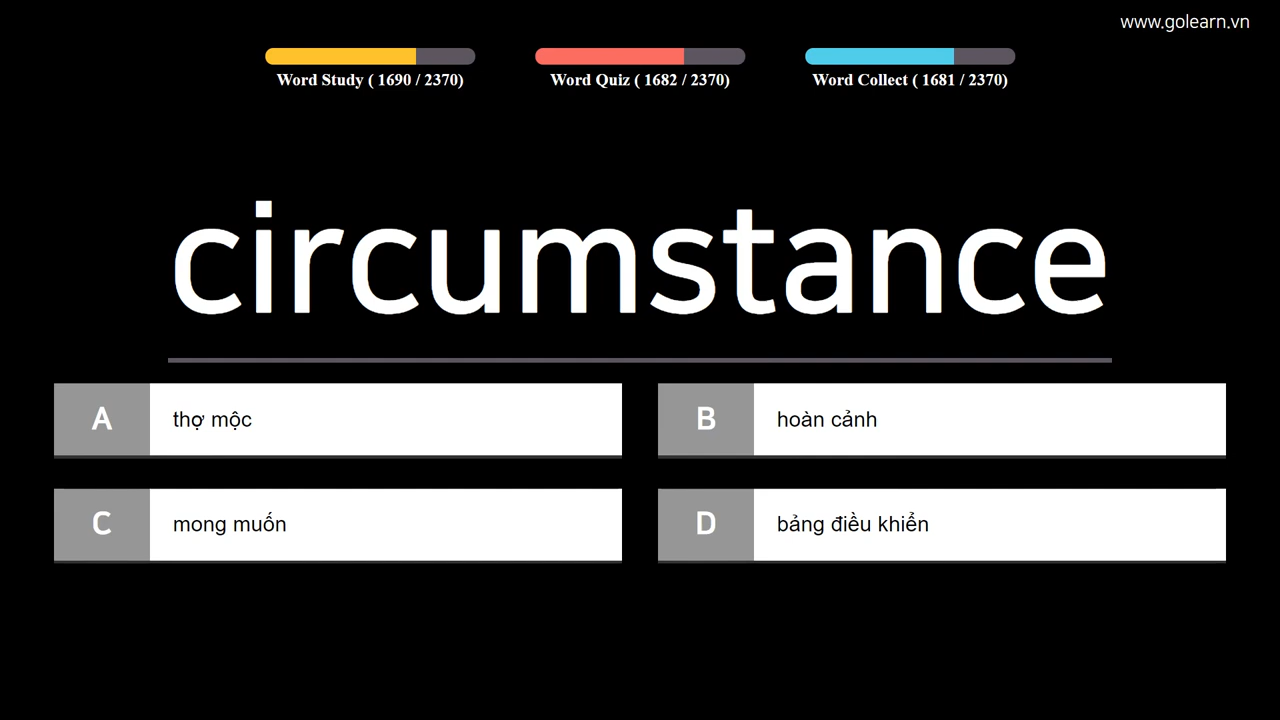 www.golearn.vn
Word Study ( 1690 / 2370)
Word Quiz ( 1682 / 2370)
Word Collect ( 1681 / 2370)
circumstance
A thợ mộc
B hoàn cảnh
C mong muốn
D bảng điều khiển